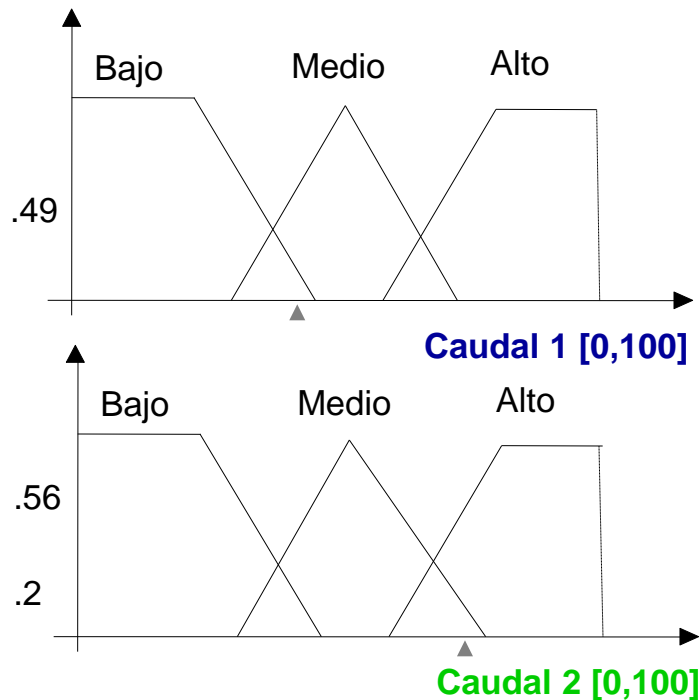 Bajo Medio Alto
.49
Caudal 1 [0,100]
Bajo Medio Alto
.56
.2
Caudal 2 [0,100]